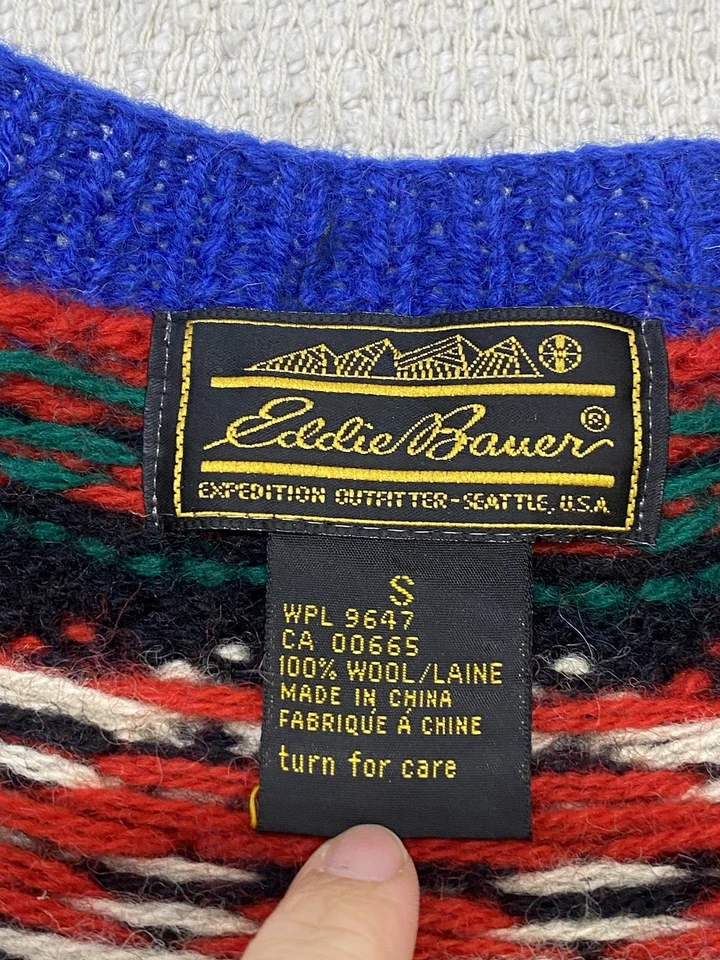 Eddie Bauer®
EXPEDITION OUTFITTER-SEATTLE, U.S.A
S
WPL 9647
CA 00665
100% WOOL/LAINE
MADE IN CHINA
FABRIQUÉ À CHINE
turn for care